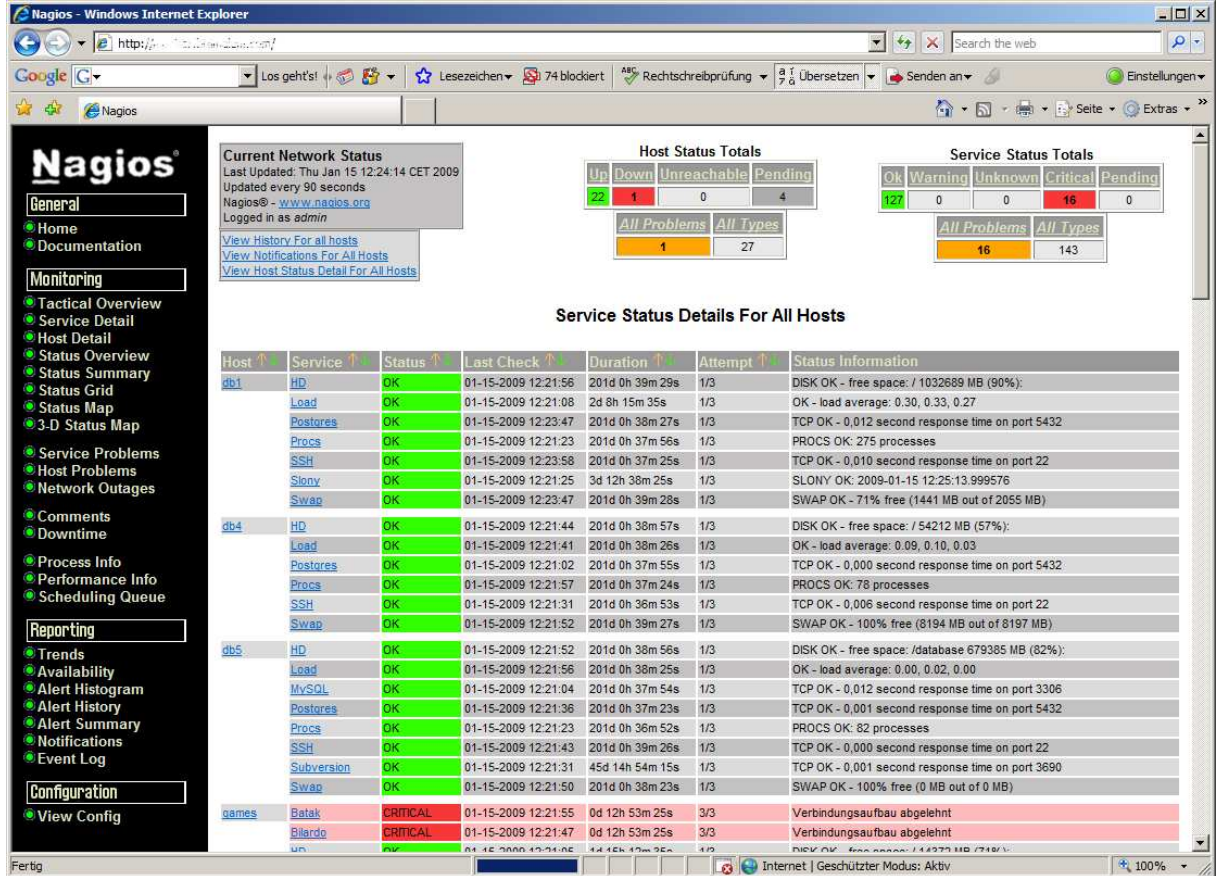 Nagios - Windows Internet Explorer
http://
Search the web
Google G
Los geht's!
Lesezeichen
74 blockiert
ABC Rechtschreibprüfung
Übersetzen
Senden an
Einstellungen
Nagios
Seite
Extras
Nagios®
General
Home
Documentation
Monitoring
Tactical Overview
Service Detail
Host Detail
Status Overview
Status Summary
Status Grid
Status Map
3-D Status Map
Service Problems
Host Problems
Network Outages
Comments
Downtime
Process Info
Performance Info
Scheduling Queue
Reporting
Trends
Availability
Alert Histogram
Alert History
Alert Summary
Notifications
Event Log
Configuration
View Config
Current Network Status
Last Updated: Thu Jan 15 12:24:14 CET 2009
Updated every 90 seconds
Nagios® - www.nagios.org
Logged in as admin
View History For all hosts
View Notifications For All Hosts
View Host Status Detail For All Hosts
Host Status Totals
Up Down Unreachable Pending
22 1 0 4
All Problems All Types
1 27
Service Status Totals
Ok Warning Unknown Critical Pending
127 0 0 16 0
All Problems All Types
16 143
Service Status Details For All Hosts
Host Service Status Last Check Duration Attempt Status Information
db1 HD OK 01-15-2009 12:21:56 201d 0h 39m 29s 1/3 DISK OK - free space: / 1032689 MB (90%):
Load OK 01-15-2009 12:21:08 2d 8h 15m 35s 1/3 OK - load average: 0.30, 0.33, 0.27
Postgres OK 01-15-2009 12:23:47 201d 0h 38m 27s 1/3 TCP OK - 0,012 second response time on port 5432
Procs OK 01-15-2009 12:21:23 201d 0h 37m 56s 1/3 PROCS OK: 275 processes
SSH OK 01-15-2009 12:23:58 201d 0h 37m 25s 1/3 TCP OK - 0,010 second response time on port 22
Slony OK 01-15-2009 12:21:25 3d 12h 38m 25s 1/3 SLONY OK: 2009-01-15 12:25:13.999576
Swap OK 01-15-2009 12:23:47 201d 0h 39m 28s 1/3 SWAP OK - 71% free (1441 MB out of 2055 MB)
db4 HD OK 01-15-2009 12:21:44 201d 0h 38m 57s 1/3 DISK OK - free space: / 54212 MB (57%):
Load OK 01-15-2009 12:21:41 201d 0h 38m 26s 1/3 OK - load average: 0.09, 0.10, 0.03
Postgres OK 01-15-2009 12:21:02 201d 0h 37m 55s 1/3 TCP OK - 0,000 second response time on port 5432
Procs OK 01-15-2009 12:21:57 201d 0h 37m 24s 1/3 PROCS OK: 78 processes
SSH OK 01-15-2009 12:21:31 201d 0h 36m 53s 1/3 TCP OK - 0,006 second response time on port 22
Swap OK 01-15-2009 12:21:52 201d 0h 39m 27s 1/3 SWAP OK - 100% free (8194 MB out of 8197 MB)
db5 HD OK 01-15-2009 12:21:52 201d 0h 38m 56s 1/3 DISK OK - free space: /database 679385 MB (82%):
Load OK 01-15-2009 12:21:56 201d 0h 38m 25s 1/3 OK - load average: 0.00, 0.02, 0.00
MySQL OK 01-15-2009 12:21:04 201d 0h 37m 54s 1/3 TCP OK - 0,012 second response time on port 3306
Postgres OK 01-15-2009 12:21:36 201d 0h 37m 23s 1/3 TCP OK - 0,001 second response time on port 5432
Procs OK 01-15-2009 12:21:23 201d 0h 36m 52s 1/3 PROCS OK: 82 processes
SSH OK 01-15-2009 12:21:43 201d 0h 39m 26s 1/3 TCP OK - 0,000 second response time on port 22
Subversion OK 01-15-2009 12:21:31 45d 14h 54m 15s 1/3 TCP OK - 0,001 second response time on port 3690
Swap OK 01-15-2009 12:21:50 201d 0h 38m 23s 1/3 SWAP OK - 100% free (0 MB out of 0 MB)
games Batak CRITICAL 01-15-2009 12:21:55 0d 12h 53m 25s 3/3 Verbindungsaufbau abgelehnt
Bilardo CRITICAL 01-15-2009 12:21:47 0d 12h 53m 25s 3/3 Verbindungsaufbau abgelehnt
HD OK 01-15-2009 12:21:05 1d 15h 12m 35s 1/3 DISK OK - free space: / 14372 MB (71%):
Fertig
Internet | Geschützter Modus: Aktiv
100%